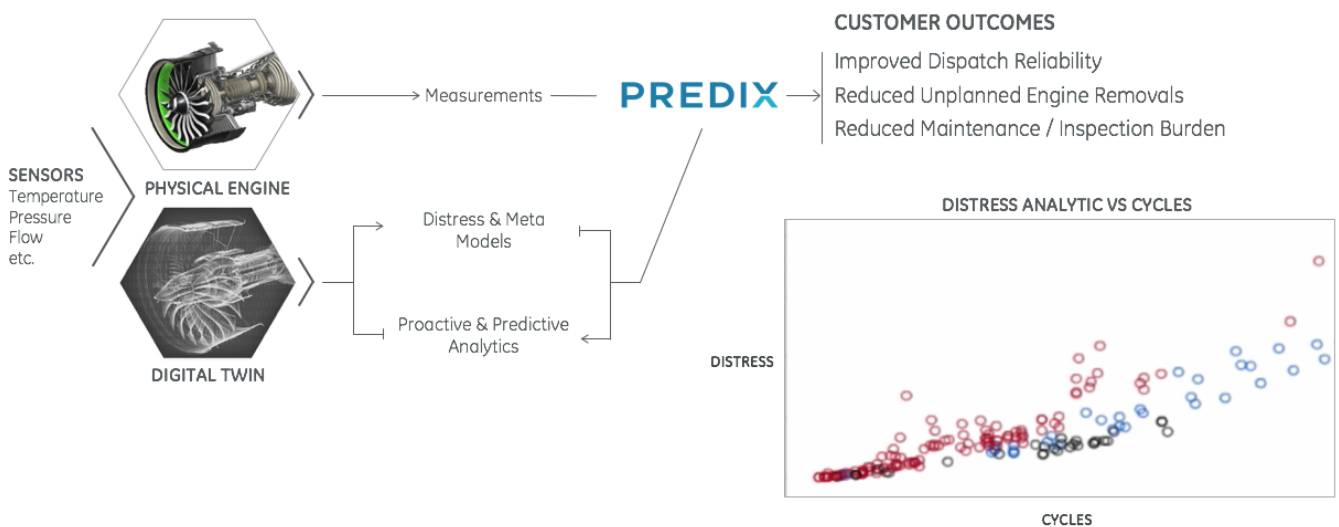 SENSORS
Temperature
Pressure
Flow
etc.
PHYSICAL ENGINE
DIGITAL TWIN
Measurements
Distress & Meta
Models
Proactive & Predictive
Analytics
PREDIX
CUSTOMER OUTCOMES
Improved Dispatch Reliability
Reduced Unplanned Engine Removals
Reduced Maintenance / Inspection Burden
DISTRESS ANALYTIC VS CYCLES
DISTRESS
CYCLES